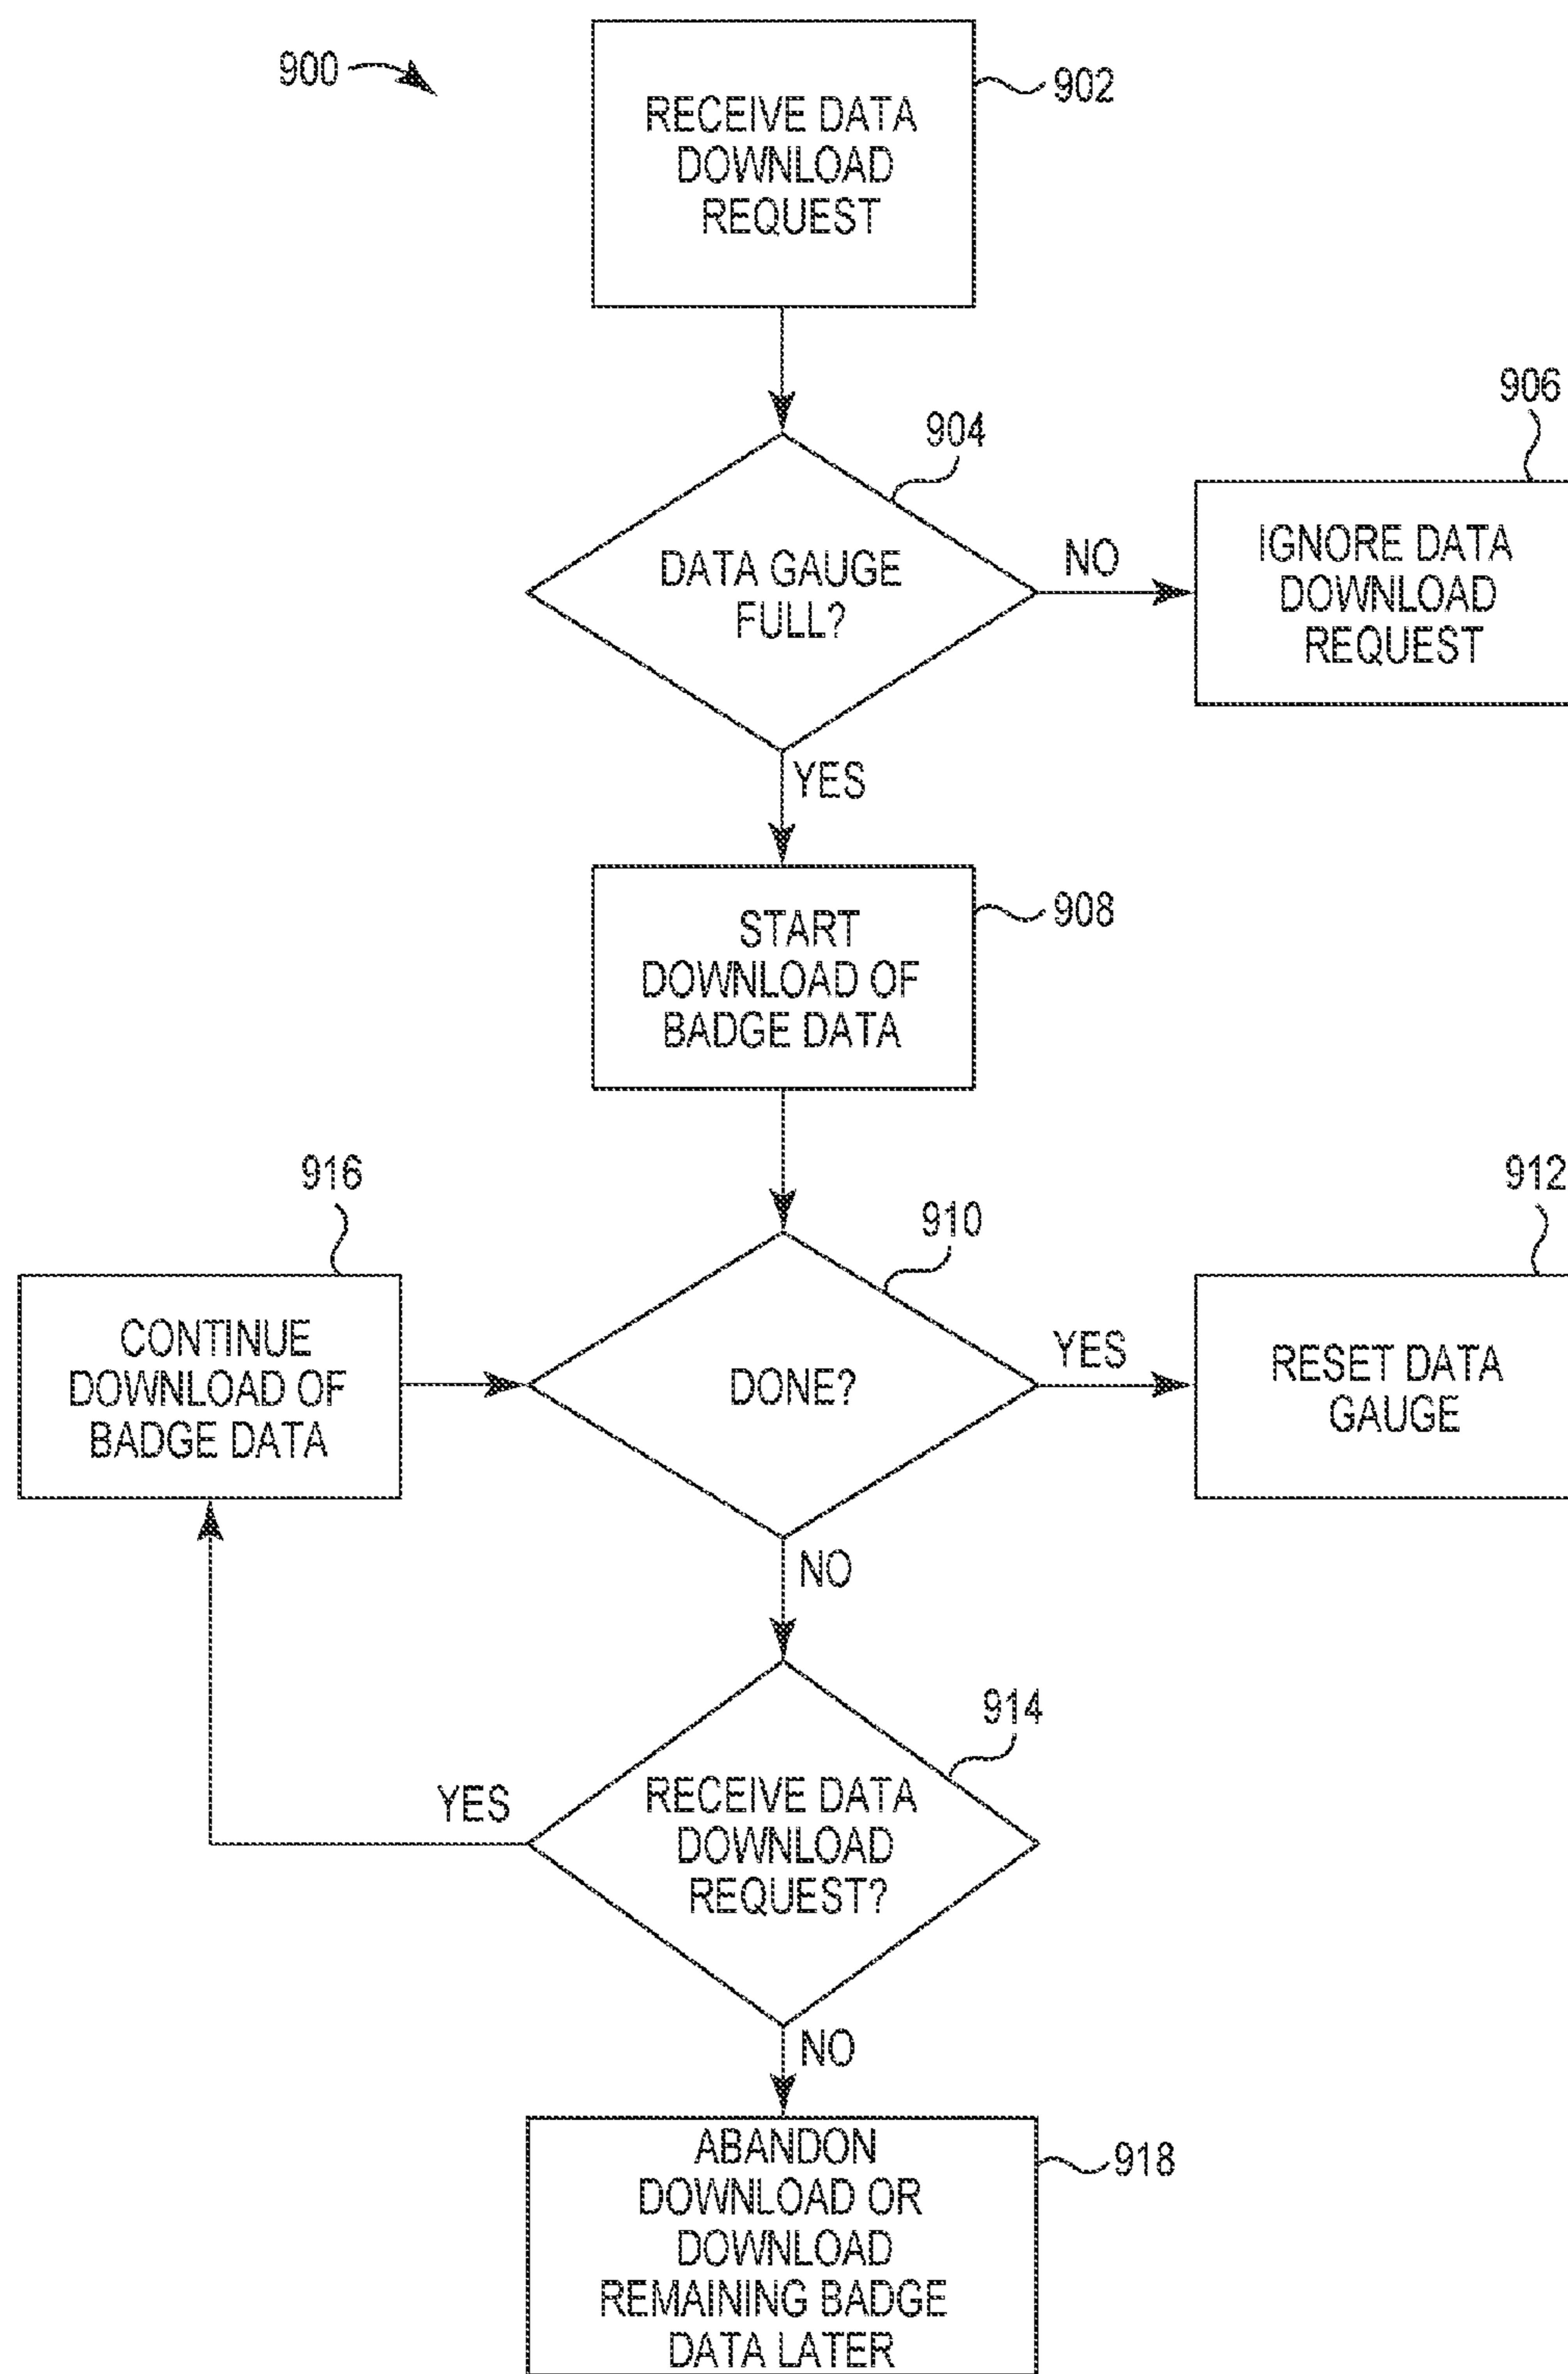 900
902
RECEIVE DATA
DOWNLOAD
REQUEST
904
906
DATA GAUGE
FULL?
NO
IGNORE DATA
DOWNLOAD
REQUEST
YES
908
START
DOWNLOAD OF
BADGE DATA
916
910
912
CONTINUE
DOWNLOAD OF
BADGE DATA
DONE?
YES
RESET DATA
GAUGE
NO
914
YES
RECEIVE DATA
DOWNLOAD
REQUEST?
NO
918
ABANDON
DOWNLOAD OR
DOWNLOAD
REMAINING BADGE
DATA LATER